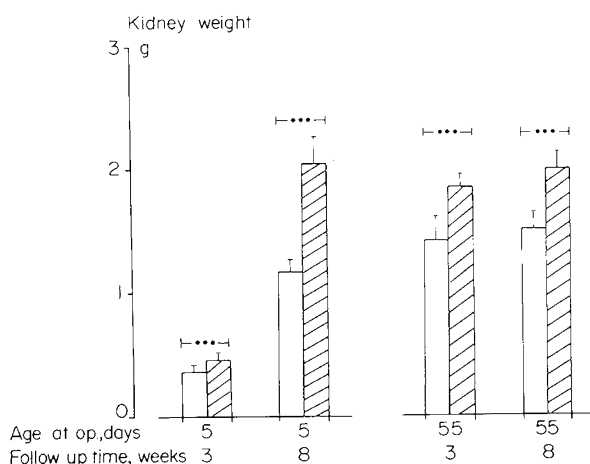 Kidney weight
3 g
2
1
0
Age at op.,days 5 5 55 55
Follow up time, weeks 3 8 3 8